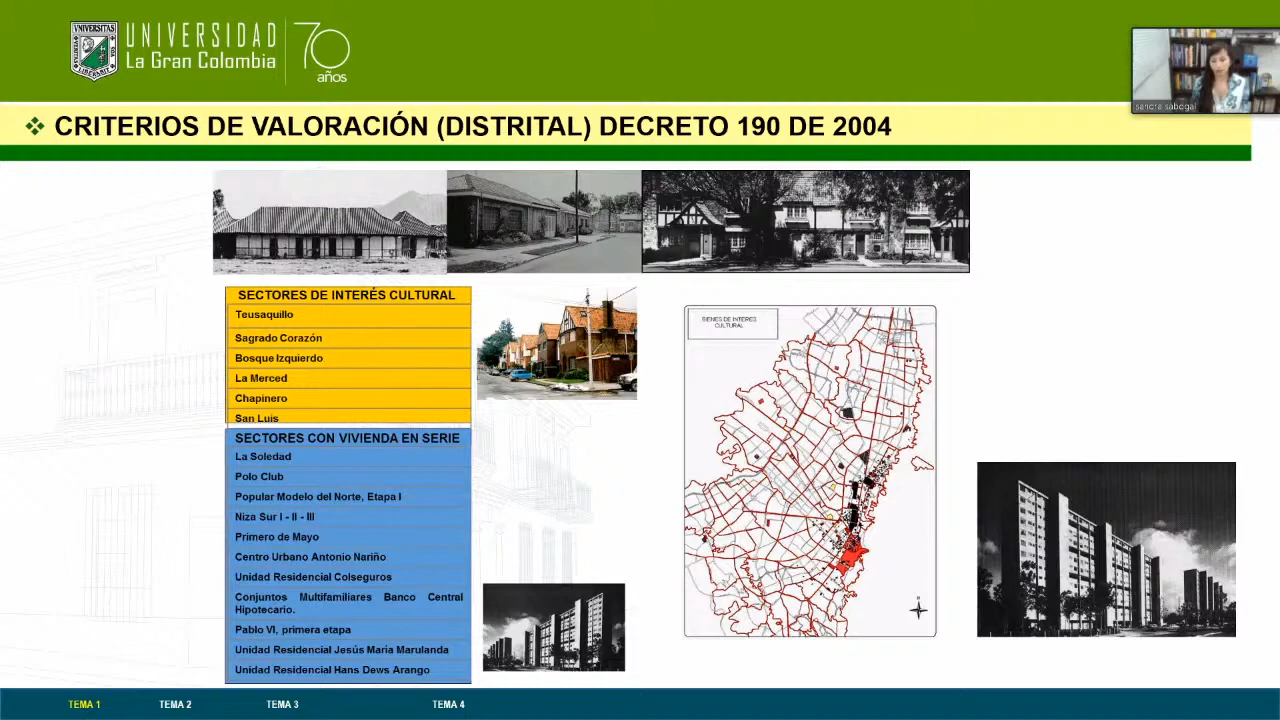 UNIVERSITAS
UNIVERSIDAD
La Gran Colombia
70
años
sandra sabogal
❖ CRITERIOS DE VALORACIÓN (DISTRITAL) DECRETO 190 DE 2004
SECTORES DE INTERÉS CULTURAL
Teusaquillo
Sagrado Corazón
Bosque Izquierdo
La Merced
Chapinero
San Luis
SECTORES CON VIVIENDA EN SERIE
La Soledad
Polo Club
Popular Modelo del Norte, Etapa I
Niza Sur I - II - III
Primero de Mayo
Centro Urbano Antonio Nariño
Unidad Residencial Colseguros
Conjuntos Multifamiliares Banco Central
Hipotecario.
Pablo VI, primera etapa
Unidad Residencial Jesús Maria Marulanda
Unidad Residencial Hans Dews Arango
BIENES DE INTERES
CULTURAL
TEMA 1
TEMA 2
TEMA 3
TEMA 4